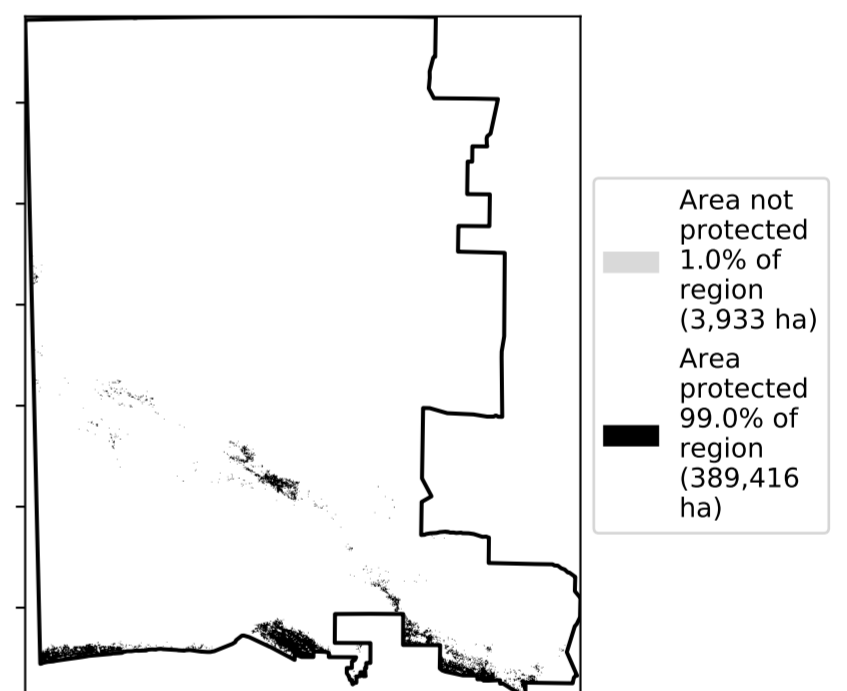 Area not
protected
1.0% of
region
(3,933 ha)
Area
protected
99.0% of
region
(389,416
ha)